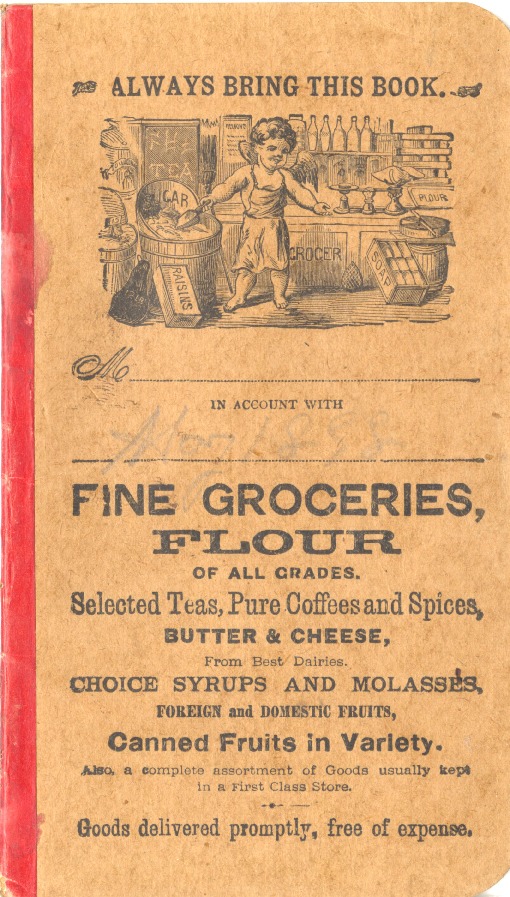 ALWAYS BRING THIS BOOK.
TEA
GAR
FLOUR
GROCER
SOAP
RAISINS
M
IN ACCOUNT WITH
FINE GROCERIES,
FLOUR
OF ALL GRADES.
Selected Teas, Pure Coffees and Spices,
BUTTER & CHEESE,
From Best Dairies.
CHOICE SYRUPS AND MOLASSES,
FOREIGN and DOMESTIC FRUITS,
Canned Fruits in Variety.
Also, a complete assortment of Goods usually kept
in a First Class Store.
Goods delivered promptly, free of expense.